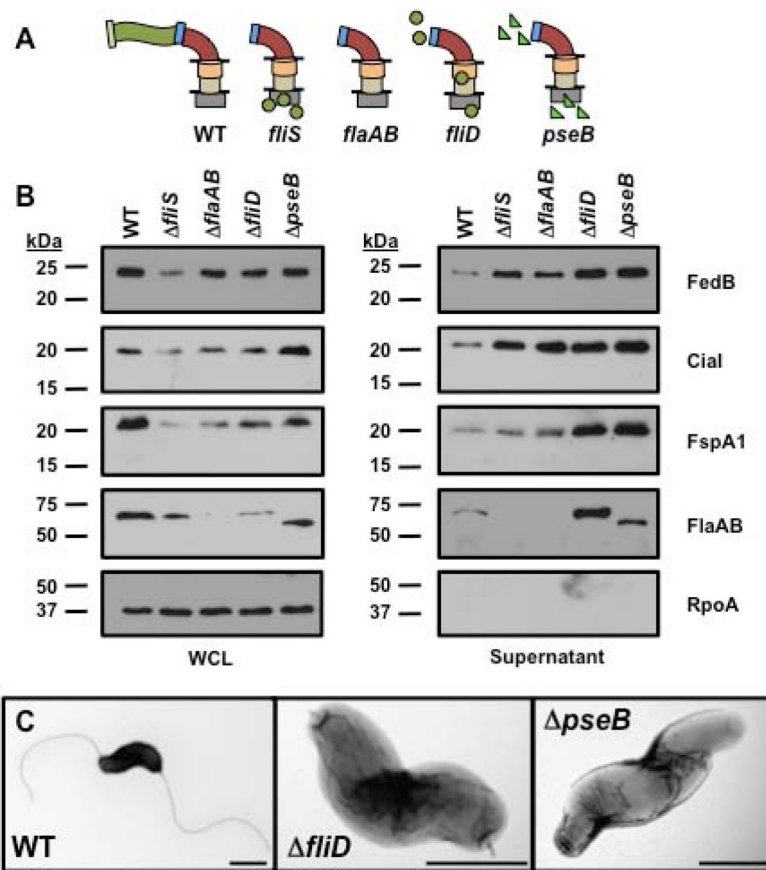 A
WT fliS flaAB fliD pseB
B
WT ΔfliS ΔflaAB ΔfliD ΔpseB
WT ΔfliS ΔflaAB ΔfliD ΔpseB
kDa kDa
25 25 FedB
20 20
20 20 CiaI
15 15
20 20 FspA1
15 15
75 75 FlaAB
50 50
50 50 RpoA
37 37
WCL Supernatant
C
WT ΔfliD ΔpseB